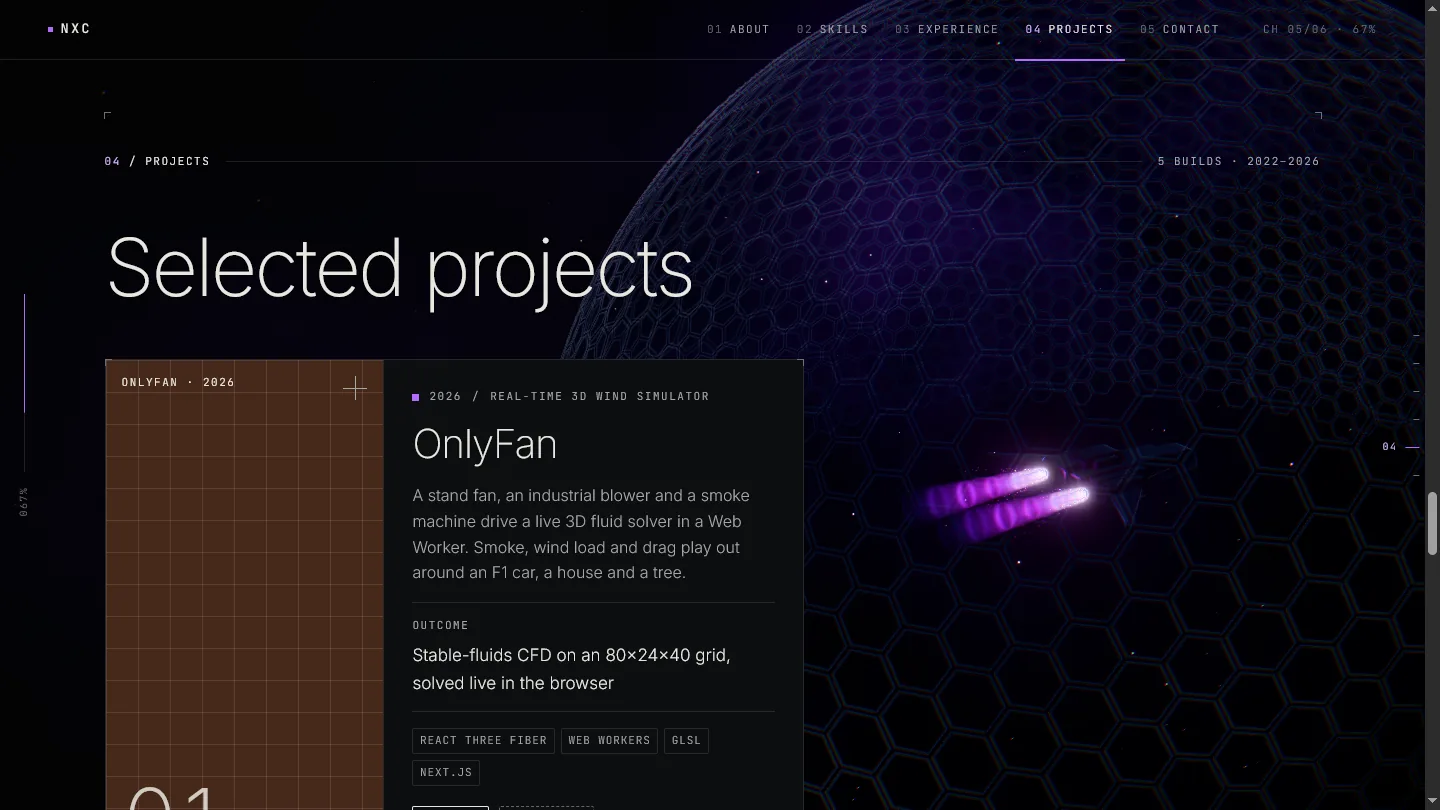 NXC
01 ABOUT 02 SKILLS 03 EXPERIENCE 04 PROJECTS 05 CONTACT CH 05/06 · 67%
04 / PROJECTS
5 BUILDS · 2022–2026
Selected projects
ONLYFAN · 2026
01
2026 / REAL-TIME 3D WIND SIMULATOR
OnlyFan
A stand fan, an industrial blower and a smoke
machine drive a live 3D fluid solver in a Web
Worker. Smoke, wind load and drag play out
around an F1 car, a house and a tree.
OUTCOME
Stable-fluids CFD on an 80×24×40 grid,
solved live in the browser
REACT THREE FIBER WEB WORKERS GLSL
NEXT.JS
04
067%